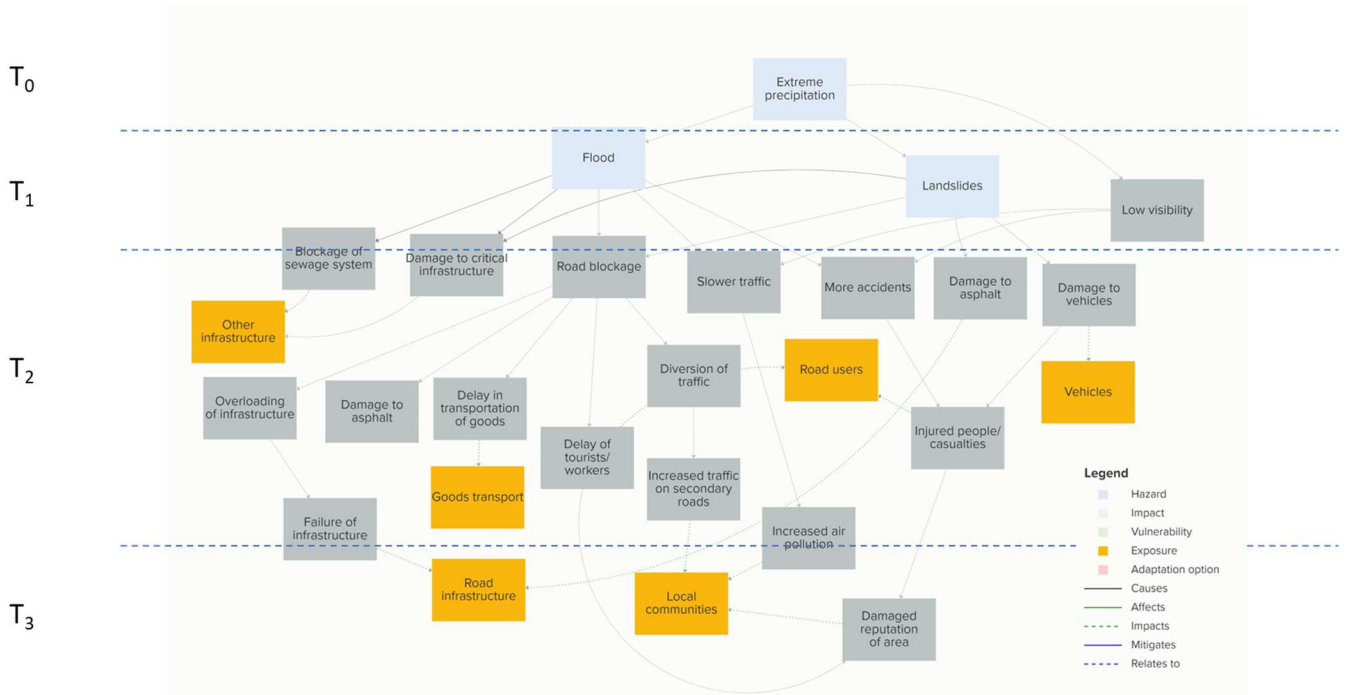 T0
Extreme
precipitation
T1
Flood
Landslides
Low visibility
Blockage of
sewage system
Damage to critical
infrastructure
Road blockage
Slower traffic
More accidents
Damage to
asphalt
Damage to
vehicles
T2
Other
infrastructure
Overloading
of infrastructure
Damage to
asphalt
Delay in
transportation
of goods
Diversion of
traffic
Road users
Vehicles
Delay of
tourists/
workers
Injured people/
casualties
Goods transport
Increased traffic
on secondary
roads
Failure of
infrastructure
Increased air
pollution
T3
Road
infrastructure
Local
communities
Damaged
reputation
of area
Legend
Hazard
Impact
Vulnerability
Exposure
Adaptation option
Causes
Affects
Impacts
Mitigates
Relates to